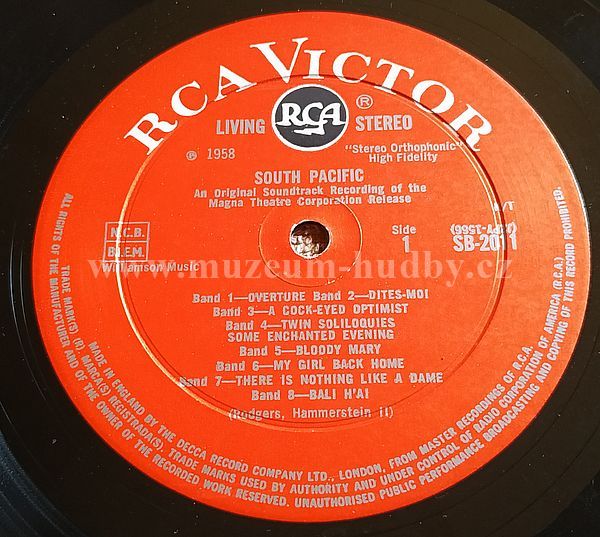 RCA VICTOR
LIVING RCA ® STEREO
℗ 1958
"Stereo Orthophonic"
High Fidelity
SOUTH PACIFIC
An Original Soundtrack Recording of the
Magna Theatre Corporation Release
N.C.B.
B.I.E.M.
Williamson Music
Side
1
SB-2011
www.muzeum-hudby.cz
Band 1—OVERTURE Band 2—DITES-MOI
Band 3—A COCK-EYED OPTIMIST
Band 4—TWIN SOLILOQUIES
SOME ENCHANTED EVENING
Band 5—BLOODY MARY
Band 6—MY GIRL BACK HOME
Band 7—THERE IS NOTHING LIKE A DAME
Band 8—BALI H'AI
(Rodgers, Hammerstein II)
ALL RIGHTS OF THE MANUFACTURER AND OF THE OWNER OF THE RECORDED WORK RESERVED. UNAUTHORISED PUBLIC PERFORMANCE BROADCASTING AND COPYING OF THIS RECORD PROHIBITED.
TRADE MARK(S) (R). MARCA(S) REGISTRADA(S). TRADE MARKS USED BY AUTHORITY AND UNDER CONTROL OF RADIO CORPORATION OF AMERICA (R.C.A.)
MADE IN ENGLAND BY THE DECCA RECORD COMPANY LTD., LONDON, FROM MASTER RECORDINGS OF R.C.A.